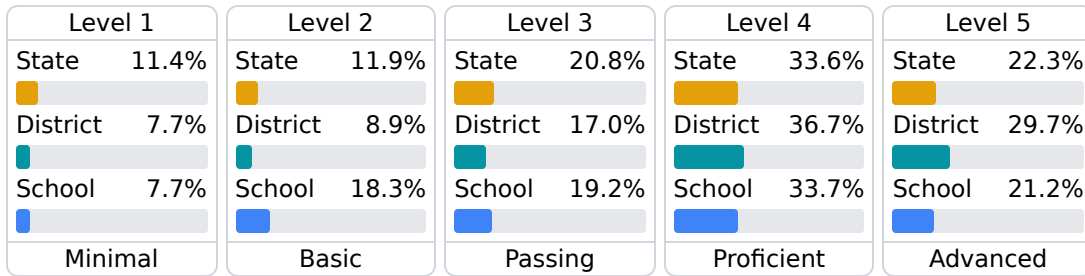 Level 1
State 11.4%
District 7.7%
School 7.7%
Minimal
Level 2
State 11.9%
District 8.9%
School 18.3%
Basic
Level 3
State 20.8%
District 17.0%
School 19.2%
Passing
Level 4
State 33.6%
District 36.7%
School 33.7%
Proficient
Level 5
State 22.3%
District 29.7%
School 21.2%
Advanced